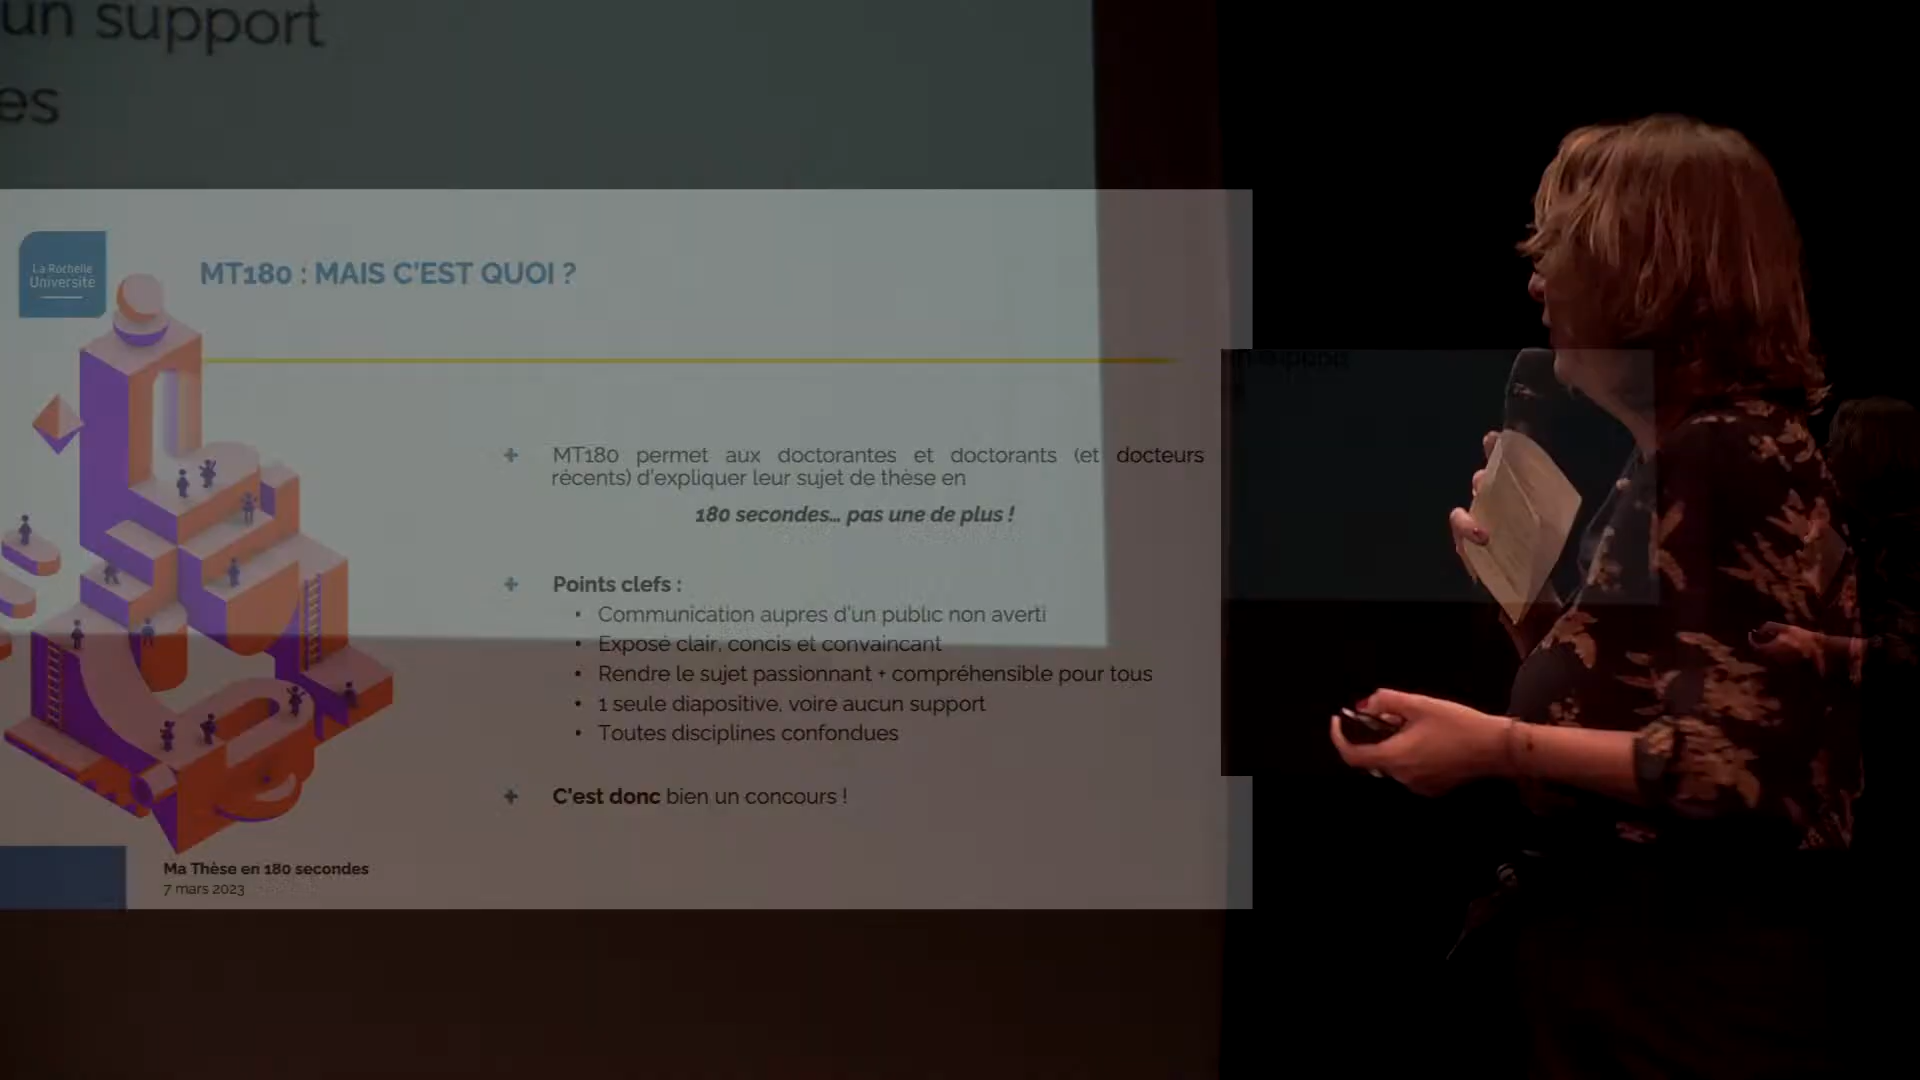 un support
es
La Rochelle
Université
MT180 : MAIS C'EST QUOI ?
+ MT180 permet aux doctorantes et doctorants (et docteurs
récents) d'expliquer leur sujet de thèse en
180 secondes... pas une de plus !
+ Points clefs :
• Communication auprès d'un public non averti
• Exposé clair, concis et convaincant
• Rendre le sujet passionnant + compréhensible pour tous
• 1 seule diapositive, voire aucun support
• Toutes disciplines confondues
+ C'est donc bien un concours !
Ma Thèse en 180 secondes
7 mars 2023